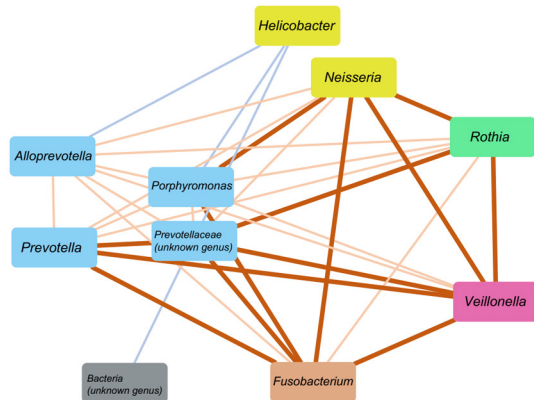 Helicobacter
Neisseria
Rothia
Alloprevotella
Porphyromonas
Prevotella
Prevotellaceae
(unknown genus)
Veillonella
Bacteria
(unknown genus)
Fusobacterium